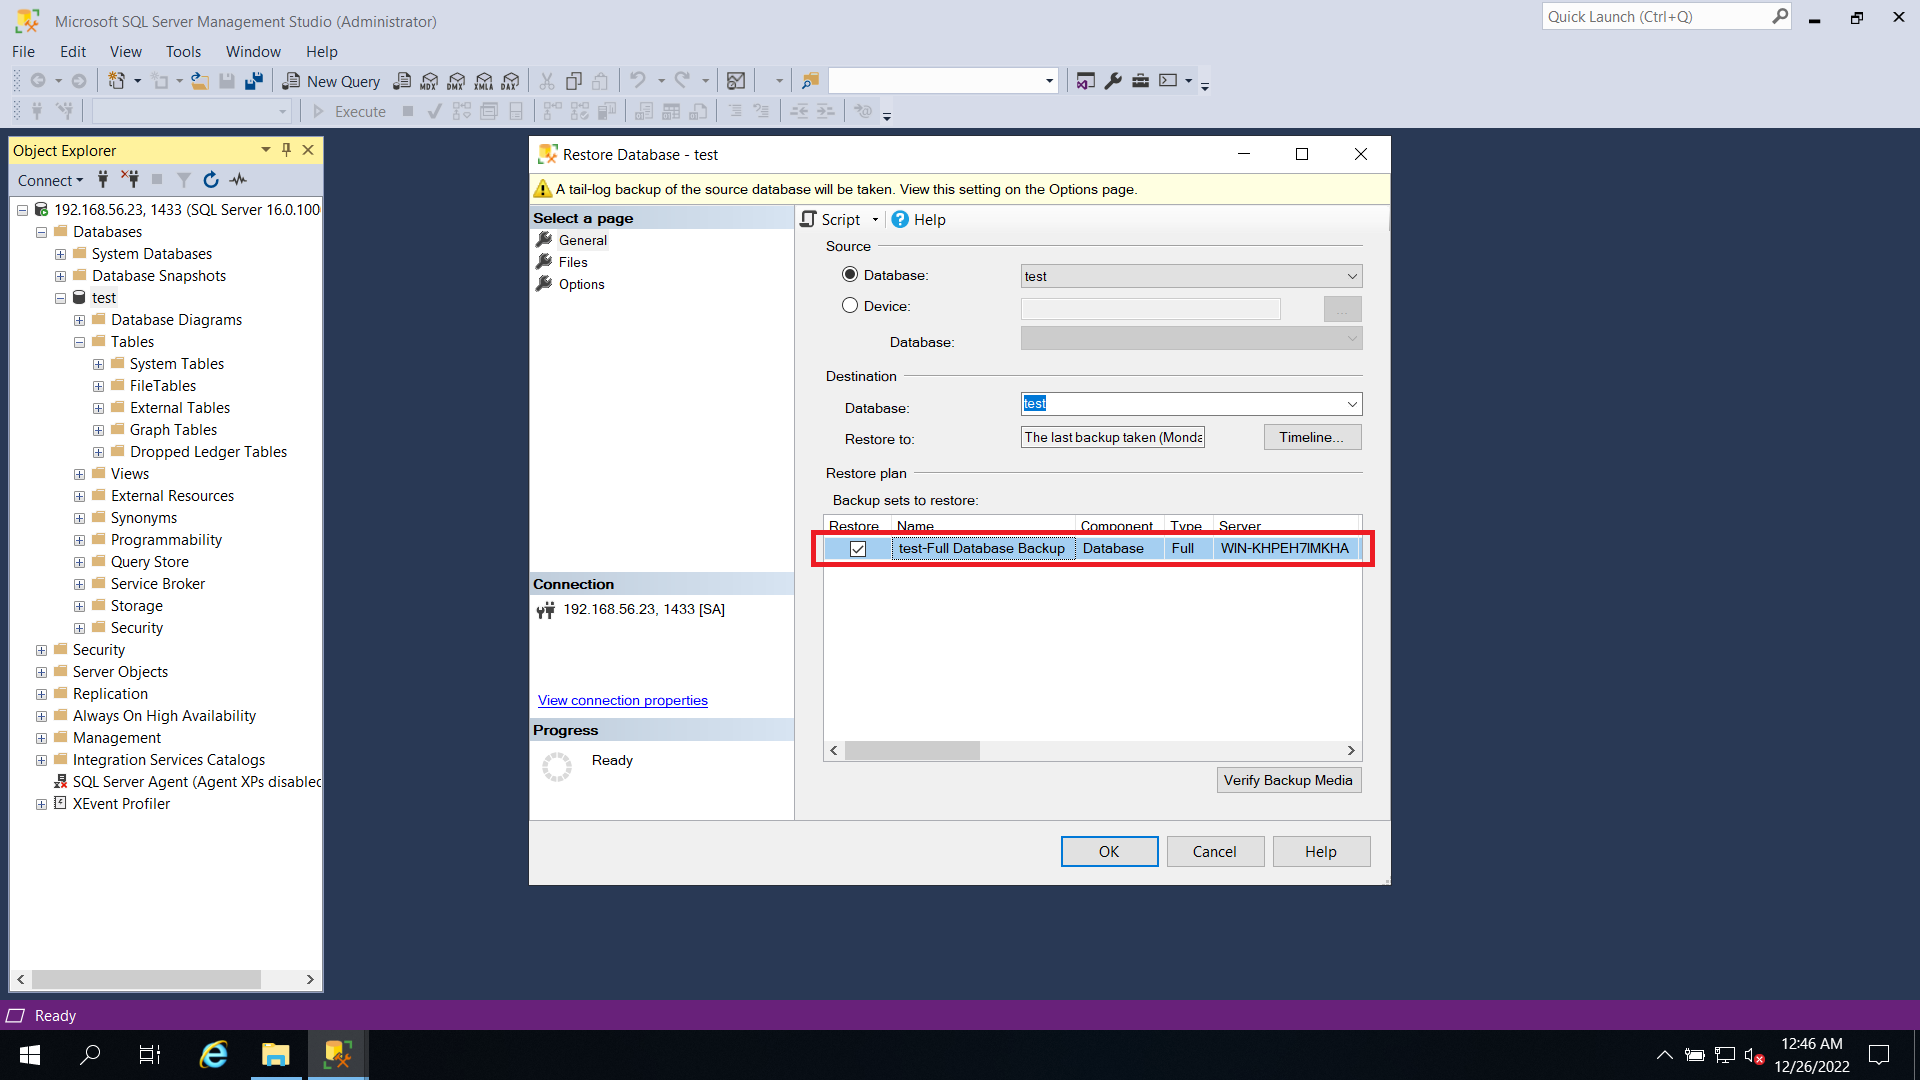 Microsoft SQL Server Management Studio (Administrator)
Quick Launch (Ctrl+Q)
File Edit View Tools Window Help
New Query MDX DMX XMLA DAX
Execute
Object Explorer
Connect
192.168.56.23, 1433 (SQL Server 16.0.100
Databases
System Databases
Database Snapshots
test
Database Diagrams
Tables
System Tables
FileTables
External Tables
Graph Tables
Dropped Ledger Tables
Views
External Resources
Synonyms
Programmability
Query Store
Service Broker
Storage
Security
Security
Server Objects
Replication
Always On High Availability
Management
Integration Services Catalogs
SQL Server Agent (Agent XPs disabled
XEvent Profiler
Restore Database - test
A tail-log backup of the source database will be taken. View this setting on the Options page.
Select a page
General
Files
Options
Connection
192.168.56.23, 1433 [SA]
View connection properties
Progress
Ready
Script Help
Source
Database: test
Device: ...
Database:
Destination
Database: test
Restore to: The last backup taken (Monda Timeline...
Restore plan
Backup sets to restore:
Restore Name Component Type Server
test-Full Database Backup Database Full WIN-KHPEH7IMKHA
Verify Backup Media
OK Cancel Help
Ready
12:46 AM
12/26/2022